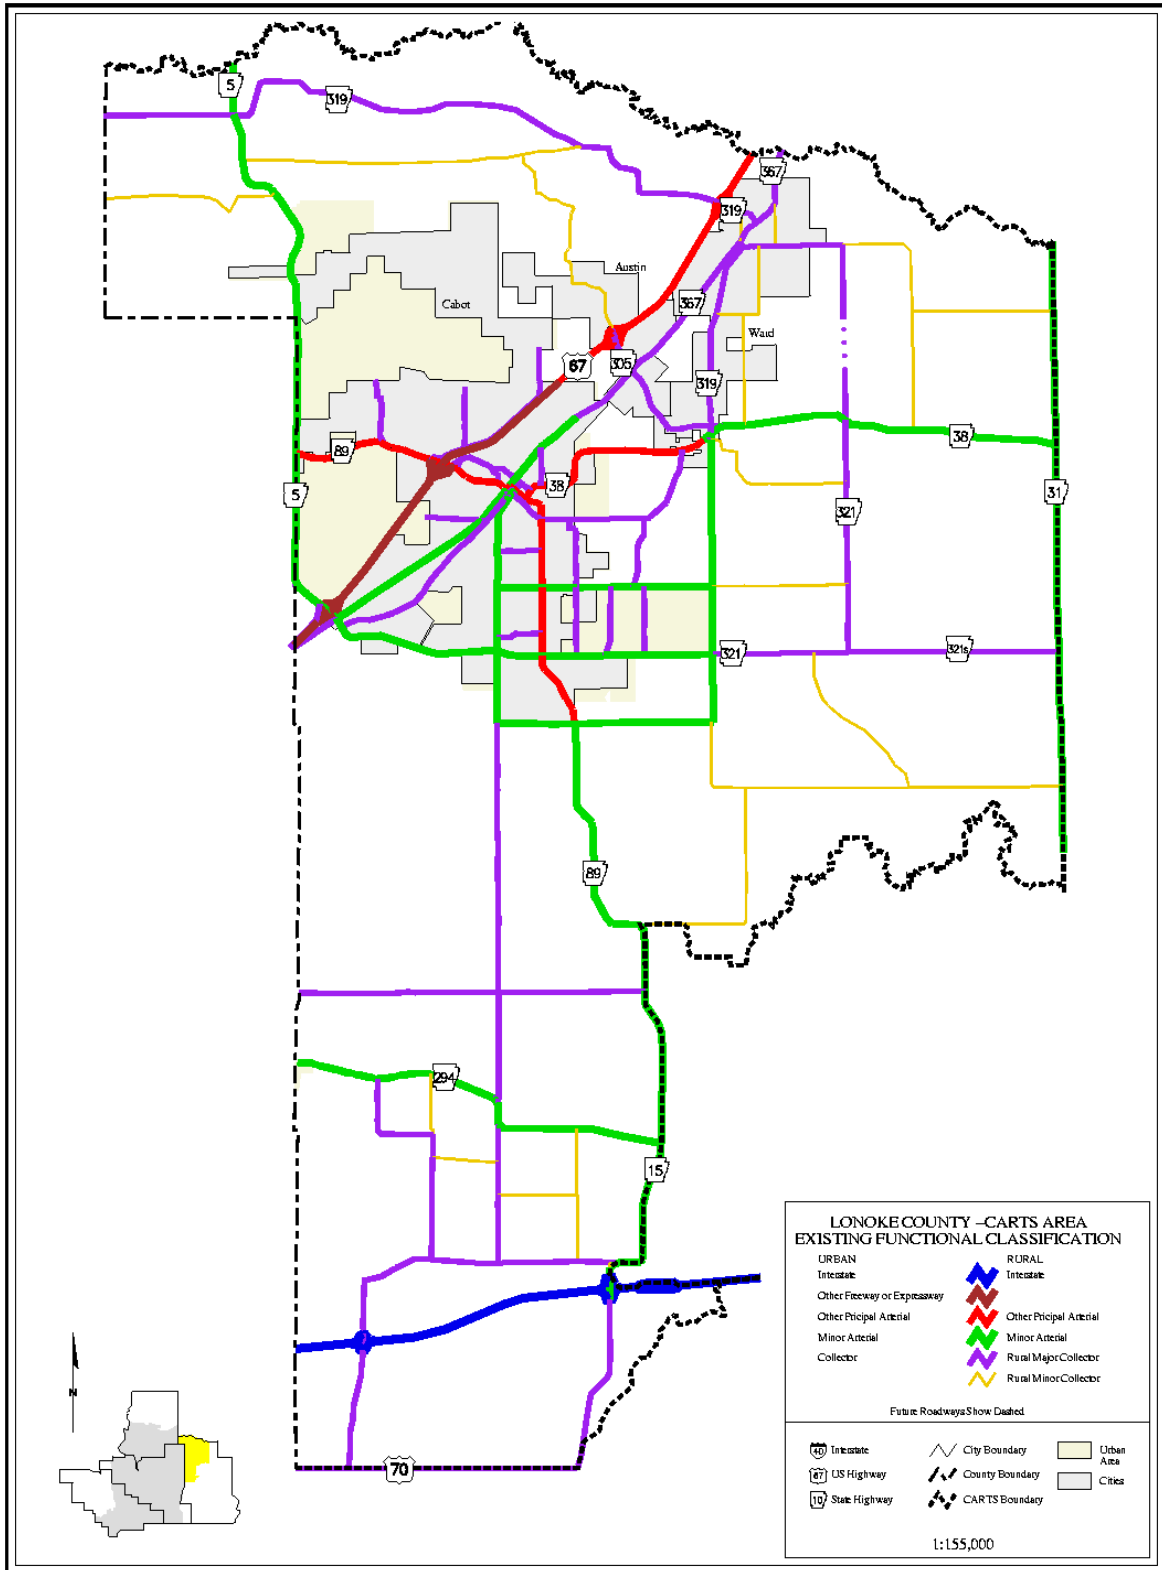 5
319
367
319
Austin
Cabot
367
67
305
Ward
319
89
38
38
5
31
321
321
321s
89
294
15
70
N
LONOKE COUNTY –CARTS AREA
EXISTING FUNCTIONAL CLASSIFICATION
URBAN RURAL
Interstate Interstate
Other Freeway or Expressway
Other Pricipal Arterial Other Pricipal Arterial
Minor Arterial Minor Arterial
Collector Rural Major Collector
Rural Minor Collector
Future Roadways Show Dashed
40 Interstate City Boundary Urban Area
67 US Highway County Boundary Cities
10 State Highway CARTS Boundary
1:155,000